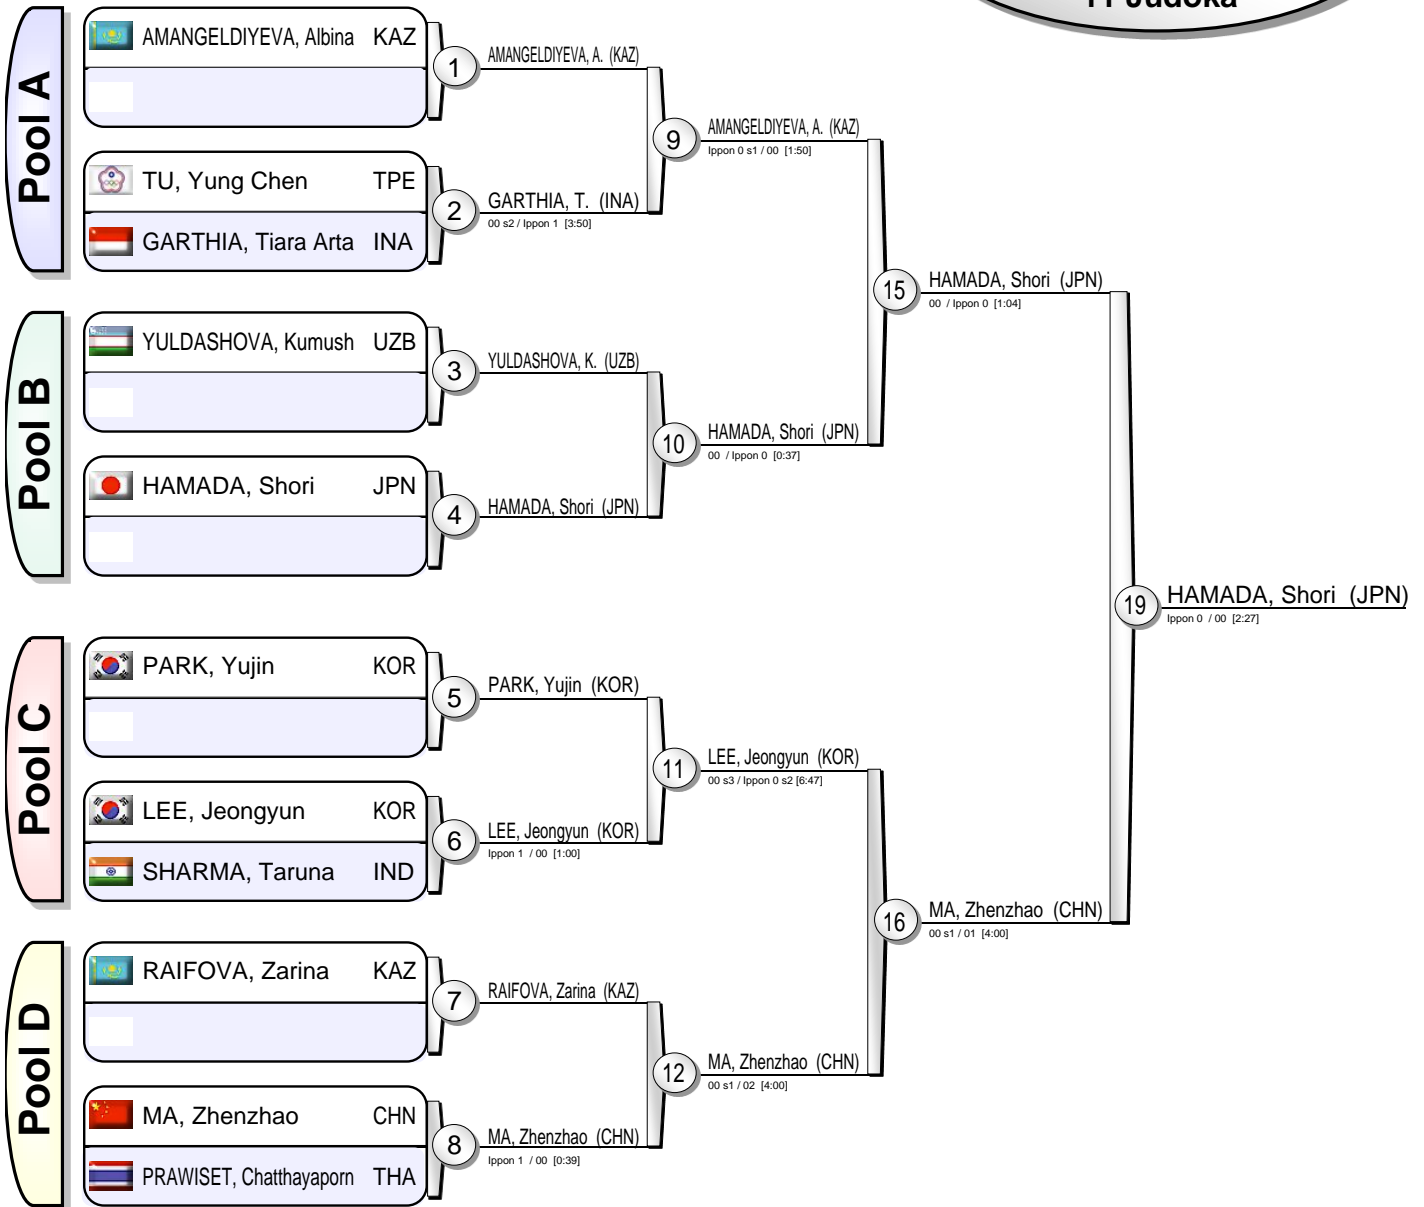 11 Judoka
Pool A
AMANGELDIYEVA, Albina KAZ
TU, Yung Chen TPE
GARTHIA, Tiara Arta INA
1
AMANGELDIYEVA, A. (KAZ)
2
GARTHIA, T. (INA)
00 s2 / Ippon 1 [3:50]
9
AMANGELDIYEVA, A. (KAZ)
Ippon 0 s1 / 00 [1:50]
Pool B
YULDASHOVA, Kumush UZB
HAMADA, Shori JPN
3
YULDASHOVA, K. (UZB)
4
HAMADA, Shori (JPN)
10
HAMADA, Shori (JPN)
00 / Ippon 0 [0:37]
15
HAMADA, Shori (JPN)
00 / Ippon 0 [1:04]
Pool C
PARK, Yujin KOR
LEE, Jeongyun KOR
SHARMA, Taruna IND
5
PARK, Yujin (KOR)
6
LEE, Jeongyun (KOR)
Ippon 1 / 00 [1:00]
11
LEE, Jeongyun (KOR)
00 s3 / Ippon 0 s2 [6:47]
Pool D
RAIFOVA, Zarina KAZ
MA, Zhenzhao CHN
PRAWISET, Chatthayaporn THA
7
RAIFOVA, Zarina (KAZ)
8
MA, Zhenzhao (CHN)
Ippon 1 / 00 [0:39]
12
MA, Zhenzhao (CHN)
00 s1 / 02 [4:00]
16
MA, Zhenzhao (CHN)
00 s1 / 01 [4:00]
19
HAMADA, Shori (JPN)
Ippon 0 / 00 [2:27]